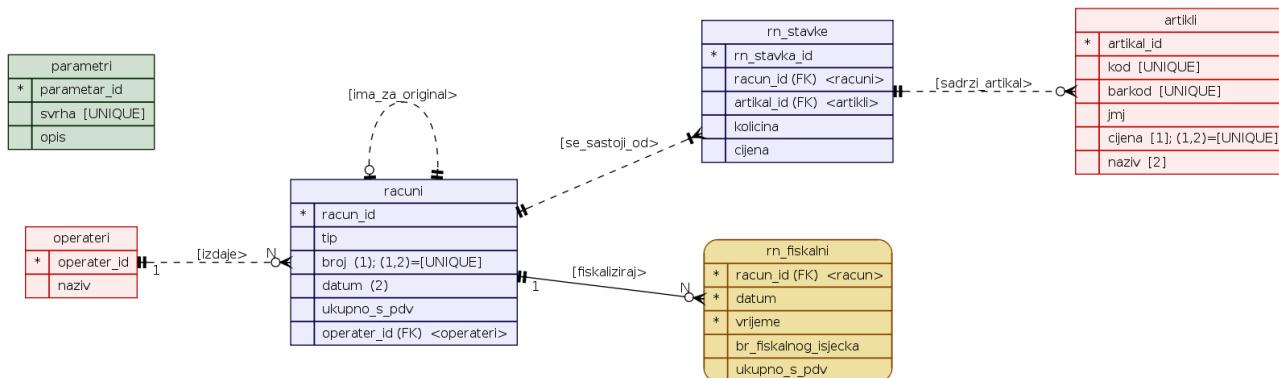 parametri
* parametar_id
svrha [UNIQUE]
opis
operateri
* operater_id
naziv
1
[izdaje>
N
[ima_za_original>
racuni
* racun_id
tip
broj (1); (1,2)=[UNIQUE]
datum (2)
ukupno_s_pdv
operater_id (FK) <operateri>
[se_sastoji_od>
1
[fiskaliziraj>
N
rn_stavke
* rn_stavka_id
racun_id (FK) <racuni>
artikal_id (FK) <artikli>
kolicina
cijena
[sadrzi_artikal>
rn_fiskalni
* racun_id (FK) <racun>
* datum
* vrijeme
br_fiskalnog_isjecka
ukupno_s_pdv
artikli
* artikal_id
kod [UNIQUE]
barkod [UNIQUE]
jmj
cijena [1]; (1,2)=[UNIQUE]
naziv [2]